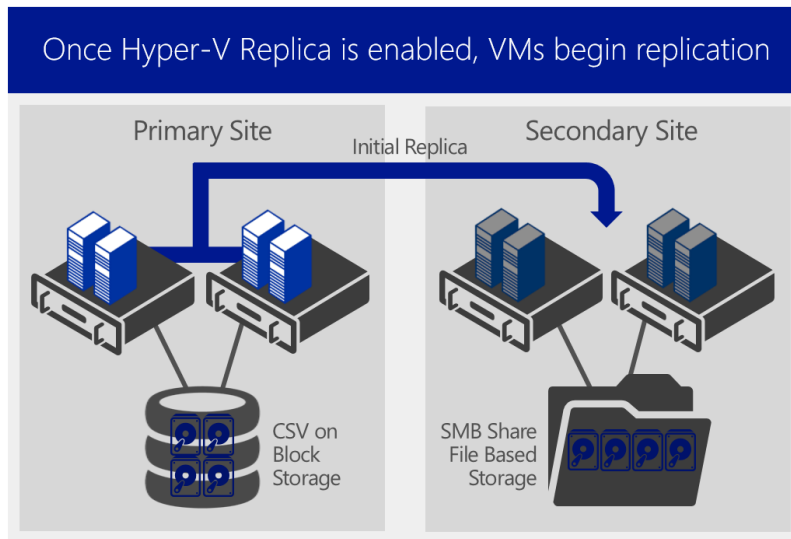 Once Hyper-V Replica is enabled, VMs begin replication
Primary Site
Secondary Site
Initial Replica
CSV on
Block
Storage
SMB Share
File Based
Storage